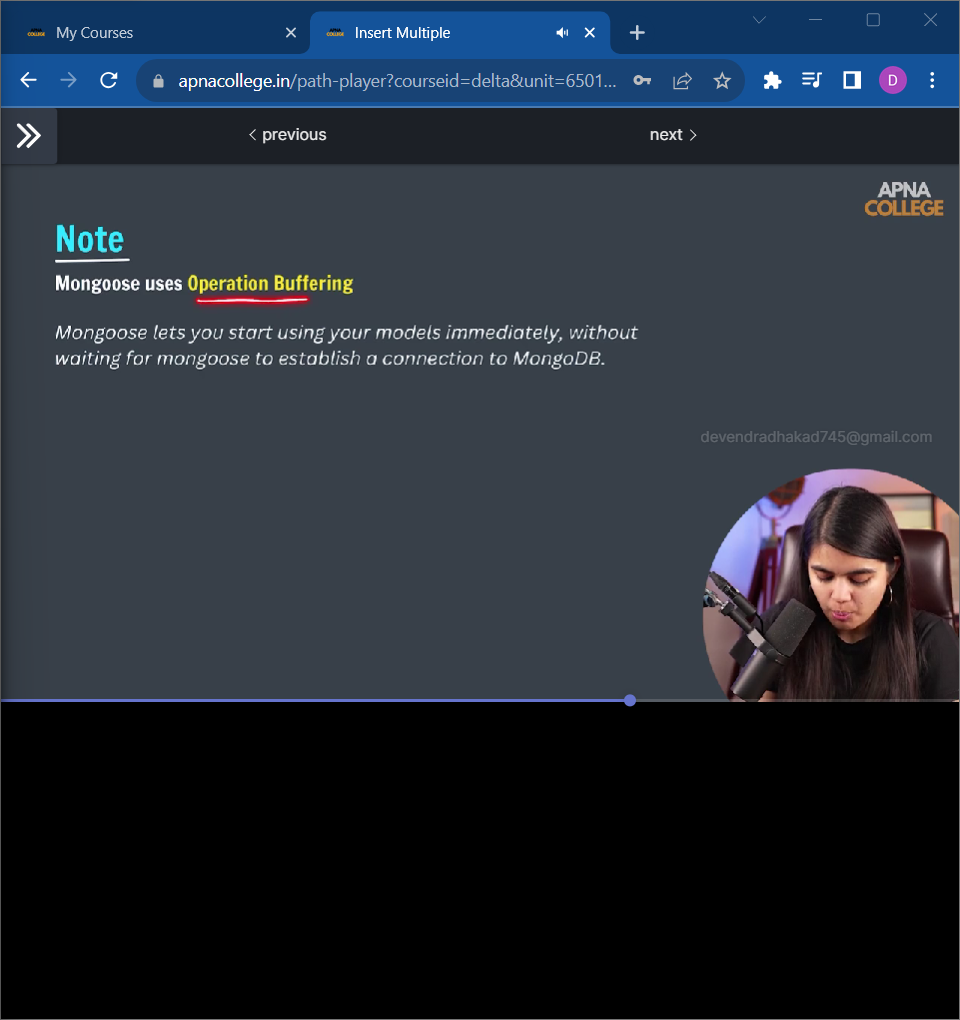 My Courses
Insert Multiple
apnacollege.in/path-player?courseid=delta&unit=6501...
D
previous
next
APNA
COLLEGE
Note
Mongoose uses Operation Buffering
Mongoose lets you start using your models immediately, without
waiting for mongoose to establish a connection to MongoDB.
devendradhakad745@gmail.com